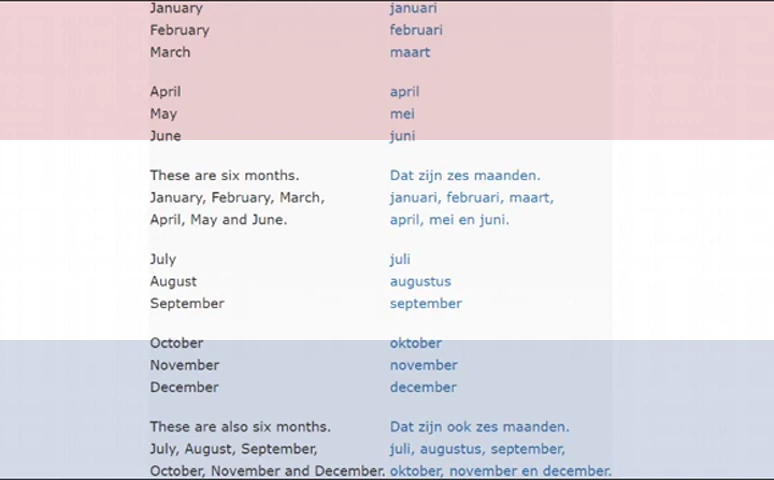 January januari
February februari
March maart
April april
May mei
June juni
These are six months. Dat zijn zes maanden.
January, February, March, januari, februari, maart,
April, May and June. april, mei en juni.
July juli
August augustus
September september
October oktober
November november
December december
These are also six months. Dat zijn ook zes maanden.
July, August, September, juli, augustus, september,
October, November and December. oktober, november en december.